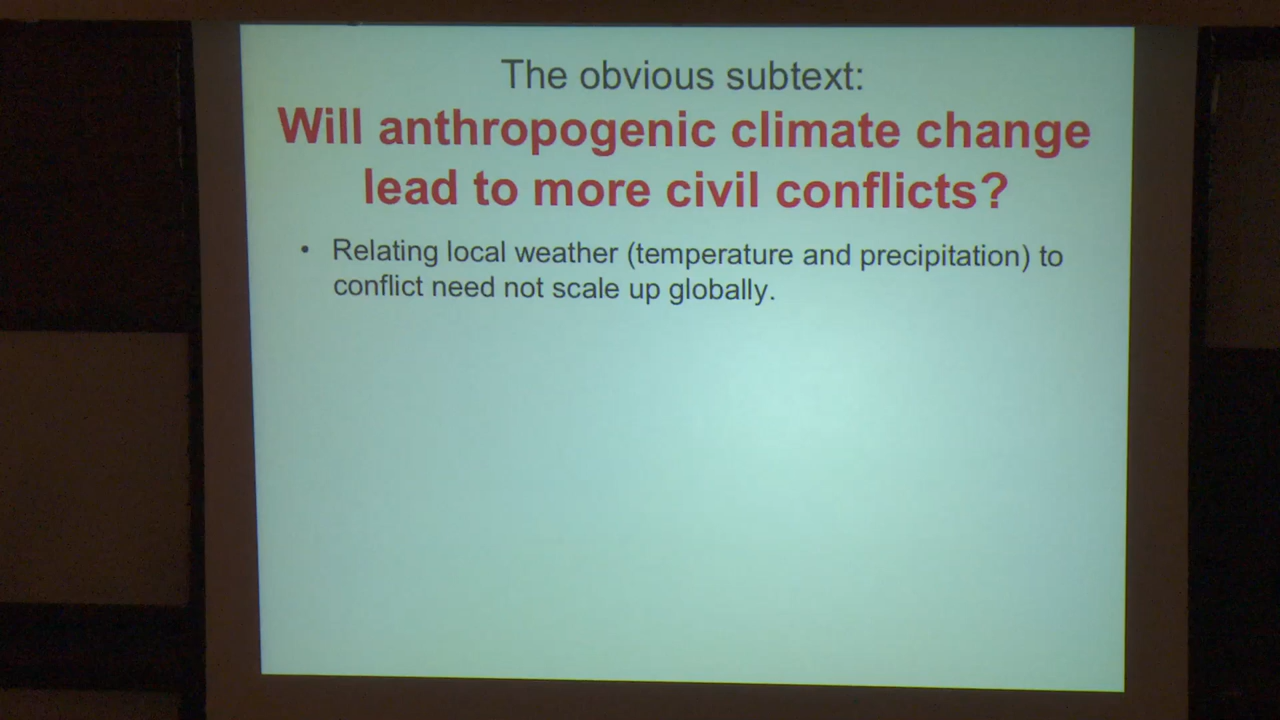 The obvious subtext:
Will anthropogenic climate change
lead to more civil conflicts?
• Relating local weather (temperature and precipitation) to
conflict need not scale up globally.